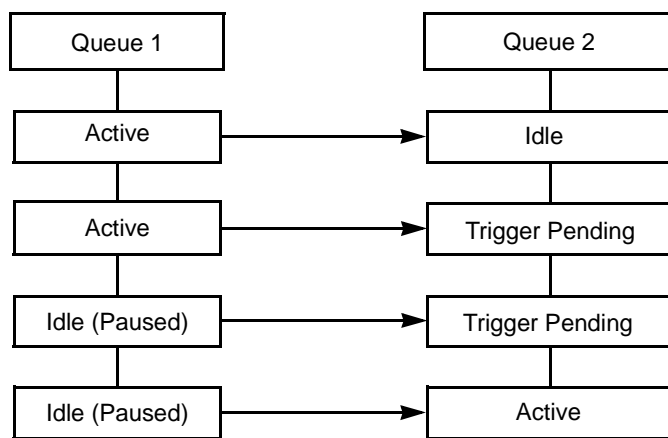 Queue 1
Queue 2
Active
Idle
Active
Trigger Pending
Idle (Paused)
Trigger Pending
Idle (Paused)
Active